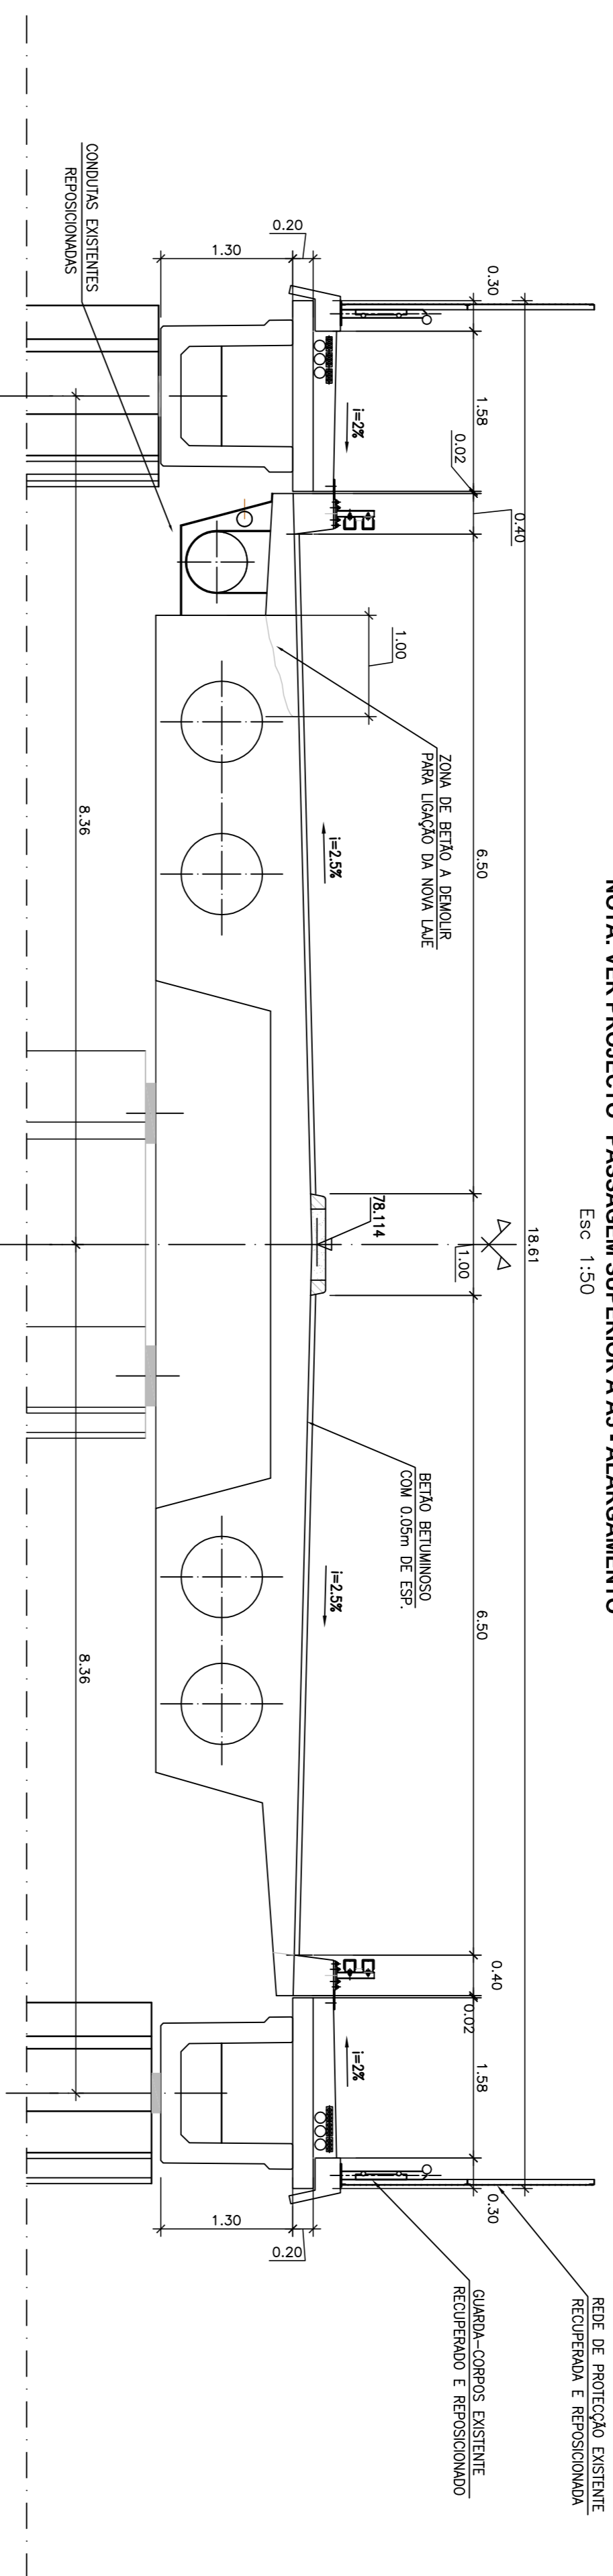 NOTA: VER PROJECTO "PASSAGEM SUPERIOR À A5 - ALARGAMENTO"
Esc 1:50
REDE DE PROTECÇÃO EXISTENTE
RECUPERADA E REPOSICIONADA
GUARDA-CORPOS EXISTENTE
RECUPERADO E REPOSICIONADO
18.61
0.30
1.58
0.02
0.40
6.50
1.00
6.50
0.40
0.02
1.58
0.30
1.00
ZONA DE BETÃO A DEMOLIR
PARA LIGAÇÃO DA NOVA LAJE
78.114
BETÃO BETUMINOSO
COM 0.05m DE ESP.
i=2%
i=2.5%
i=2.5%
i=2%
0.20
1.30
0.20
1.30
CONDUTAS EXISTENTES
REPOSICIONADAS
8.36
8.36